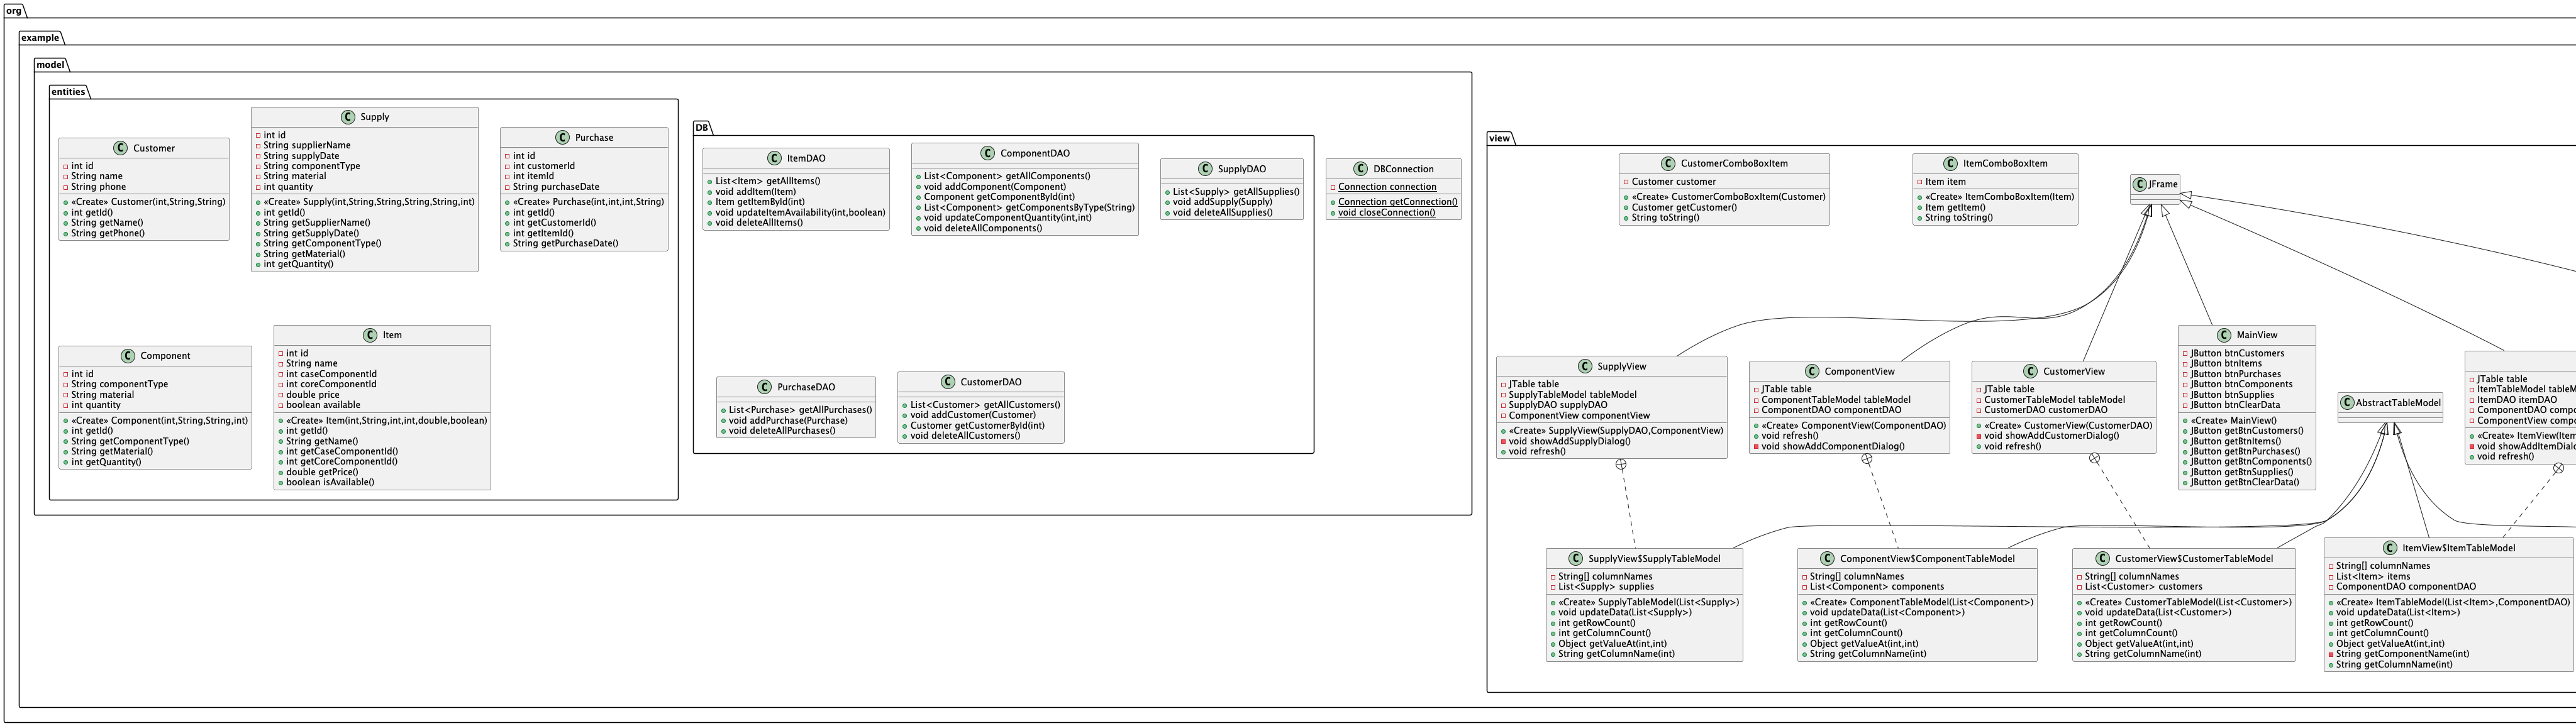 org
example
model
entities
Customer
int id
String name
String phone
«Create» Customer(int,String,String)
int getId()
String getName()
String getPhone()
Supply
int id
String supplierName
String supplyDate
String componentType
String material
int quantity
«Create» Supply(int,String,String,String,String,int)
int getId()
String getSupplierName()
String getSupplyDate()
String getComponentType()
String getMaterial()
int getQuantity()
Purchase
int id
int customerId
int itemId
String purchaseDate
«Create» Purchase(int,int,int,String)
int getId()
int getCustomerId()
int getItemId()
String getPurchaseDate()
Component
int id
String componentType
String material
int quantity
«Create» Component(int,String,String,int)
int getId()
String getComponentType()
String getMaterial()
int getQuantity()
Item
int id
String name
int caseComponentId
int coreComponentId
double price
boolean available
«Create» Item(int,String,int,int,double,boolean)
int getId()
String getName()
int getCaseComponentId()
int getCoreComponentId()
double getPrice()
boolean isAvailable()
DB
ItemDAO
List<Item> getAllItems()
void addItem(Item)
Item getItemById(int)
void updateItemAvailability(int,boolean)
void deleteAllItems()
ComponentDAO
List<Component> getAllComponents()
void addComponent(Component)
Component getComponentById(int)
List<Component> getComponentsByType(String)
void updateComponentQuantity(int,int)
void deleteAllComponents()
SupplyDAO
List<Supply> getAllSupplies()
void addSupply(Supply)
void deleteAllSupplies()
PurchaseDAO
List<Purchase> getAllPurchases()
void addPurchase(Purchase)
void deleteAllPurchases()
CustomerDAO
List<Customer> getAllCustomers()
void addCustomer(Customer)
Customer getCustomerById(int)
void deleteAllCustomers()
DBConnection
Connection connection
Connection getConnection()
void closeConnection()
view
CustomerComboBoxItem
Customer customer
«Create» CustomerComboBoxItem(Customer)
Customer getCustomer()
String toString()
ItemComboBoxItem
Item item
«Create» ItemComboBoxItem(Item)
Item getItem()
String toString()
JFrame
SupplyView
JTable table
SupplyTableModel tableModel
SupplyDAO supplyDAO
ComponentView componentView
«Create» SupplyView(SupplyDAO,ComponentView)
void showAddSupplyDialog()
void refresh()
ComponentView
JTable table
ComponentTableModel tableModel
ComponentDAO componentDAO
«Create» ComponentView(ComponentDAO)
void refresh()
void showAddComponentDialog()
CustomerView
JTable table
CustomerTableModel tableModel
CustomerDAO customerDAO
«Create» CustomerView(CustomerDAO)
void showAddCustomerDialog()
void refresh()
MainView
JButton btnCustomers
JButton btnItems
JButton btnPurchases
JButton btnComponents
JButton btnSupplies
JButton btnClearData
«Create» MainView()
JButton getBtnCustomers()
JButton getBtnItems()
JButton getBtnPurchases()
JButton getBtnComponents()
JButton getBtnSupplies()
JButton getBtnClearData()
AbstractTableModel
JTable table
ItemTableModel tableM
ItemDAO itemDAO
ComponentDAO compo
ComponentView compo
«Create» ItemView(Item
void showAddItemDialo
void refresh()
SupplyView$SupplyTableModel
String[] columnNames
List<Supply> supplies
«Create» SupplyTableModel(List<Supply>)
void updateData(List<Supply>)
int getRowCount()
int getColumnCount()
Object getValueAt(int,int)
String getColumnName(int)
ComponentView$ComponentTableModel
String[] columnNames
List<Component> components
«Create» ComponentTableModel(List<Component>)
void updateData(List<Component>)
int getRowCount()
int getColumnCount()
Object getValueAt(int,int)
String getColumnName(int)
CustomerView$CustomerTableModel
String[] columnNames
List<Customer> customers
«Create» CustomerTableModel(List<Customer>)
void updateData(List<Customer>)
int getRowCount()
int getColumnCount()
Object getValueAt(int,int)
String getColumnName(int)
ItemView$ItemTableModel
String[] columnNames
List<Item> items
ComponentDAO componentDAO
«Create» ItemTableModel(List<Item>,ComponentDAO)
void updateData(List<Item>)
int getRowCount()
int getColumnCount()
Object getValueAt(int,int)
String getComponentName(int)
String getColumnName(int)